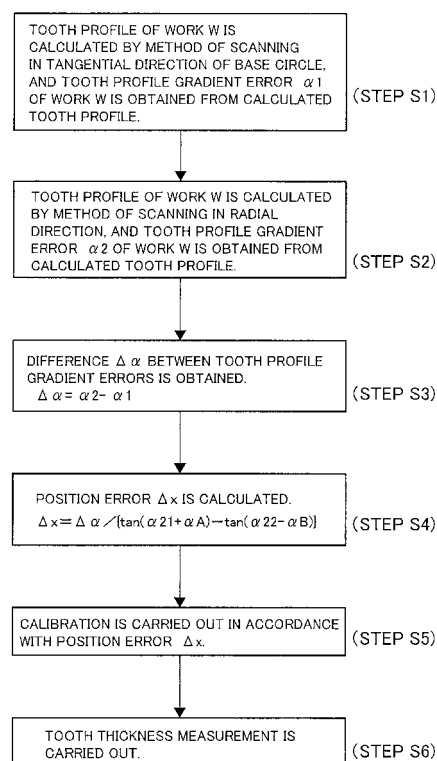 TOOTH PROFILE OF WORK W IS
CALCULATED BY METHOD OF SCANNING
IN TANGENTIAL DIRECTION OF BASE CIRCLE,
AND TOOTH PROFILE GRADIENT ERROR α1
OF WORK W IS OBTAINED FROM CALCULATED
TOOTH PROFILE.
(STEP S1)
TOOTH PROFILE OF WORK W IS CALCULATED
BY METHOD OF SCANNING IN RADIAL
DIRECTION, AND TOOTH PROFILE GRADIENT
ERROR α2 OF WORK W IS OBTAINED FROM
CALCULATED TOOTH PROFILE.
(STEP S2)
DIFFERENCE Δα BETWEEN TOOTH PROFILE
GRADIENT ERRORS IS OBTAINED.
Δα=α2-α1
(STEP S3)
POSITION ERROR Δx IS CALCULATED.
Δx=Δα/{tan(α21+αA)-tan(α22-αB)}
(STEP S4)
CALIBRATION IS CARRIED OUT IN ACCORDANCE
WITH POSITION ERROR Δx.
(STEP S5)
TOOTH THICKNESS MEASUREMENT IS
CARRIED OUT.
(STEP S6)